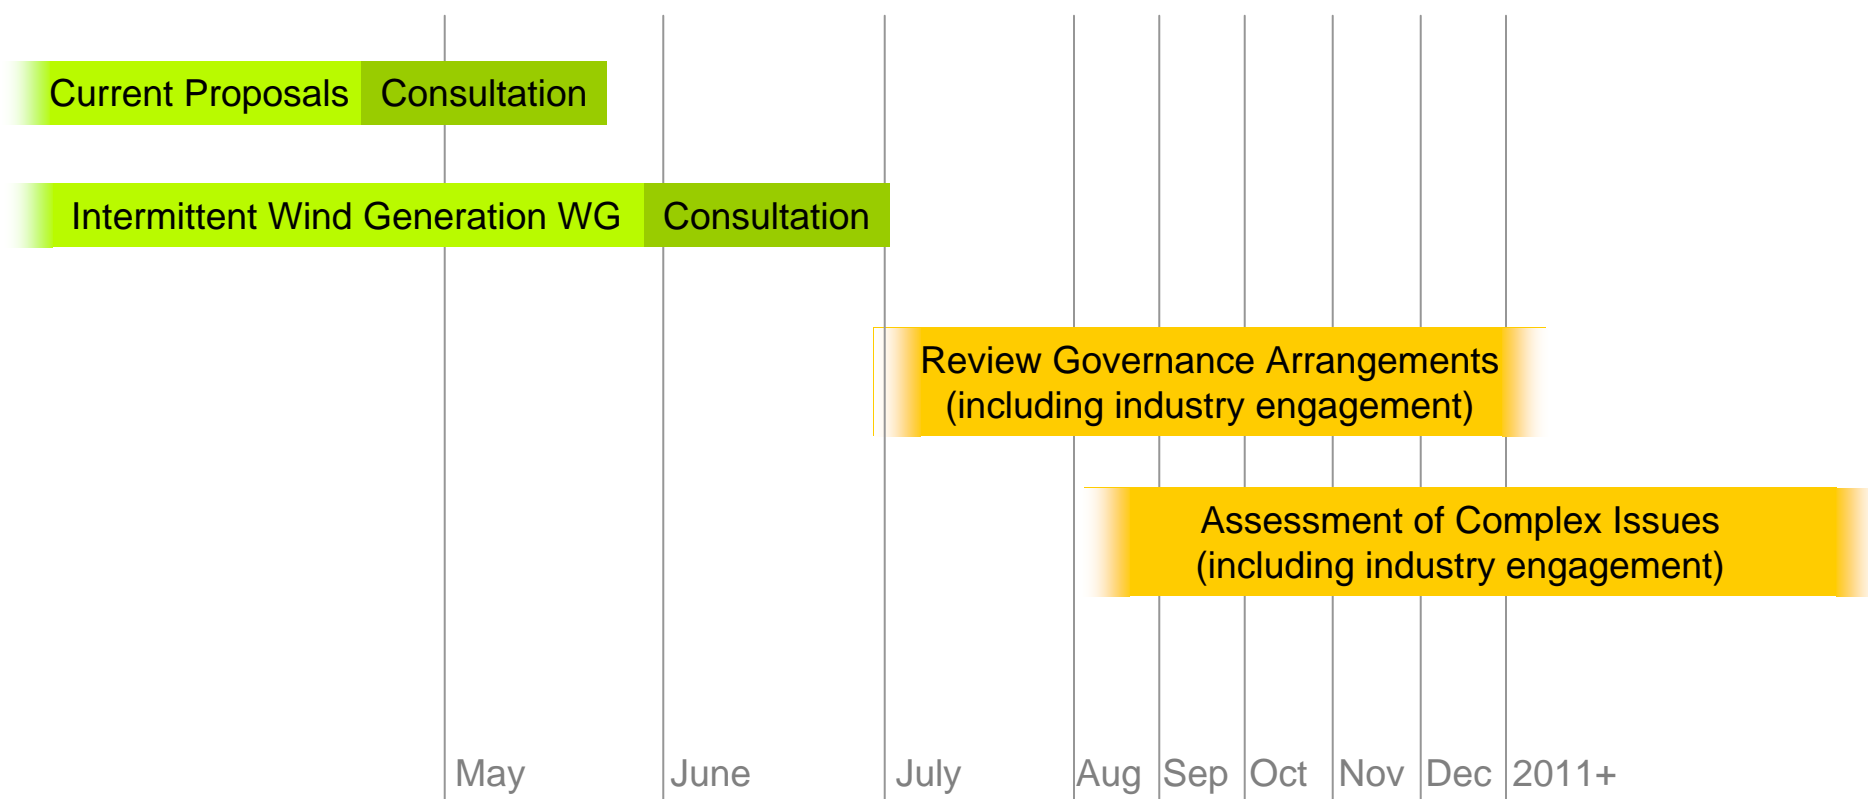 Current Proposals Consultation
Intermittent Wind Generation WG Consultation
Review Governance Arrangements
(including industry engagement)
Assessment of Complex Issues
(including industry engagement)
May June July Aug Sep Oct Nov Dec 2011+